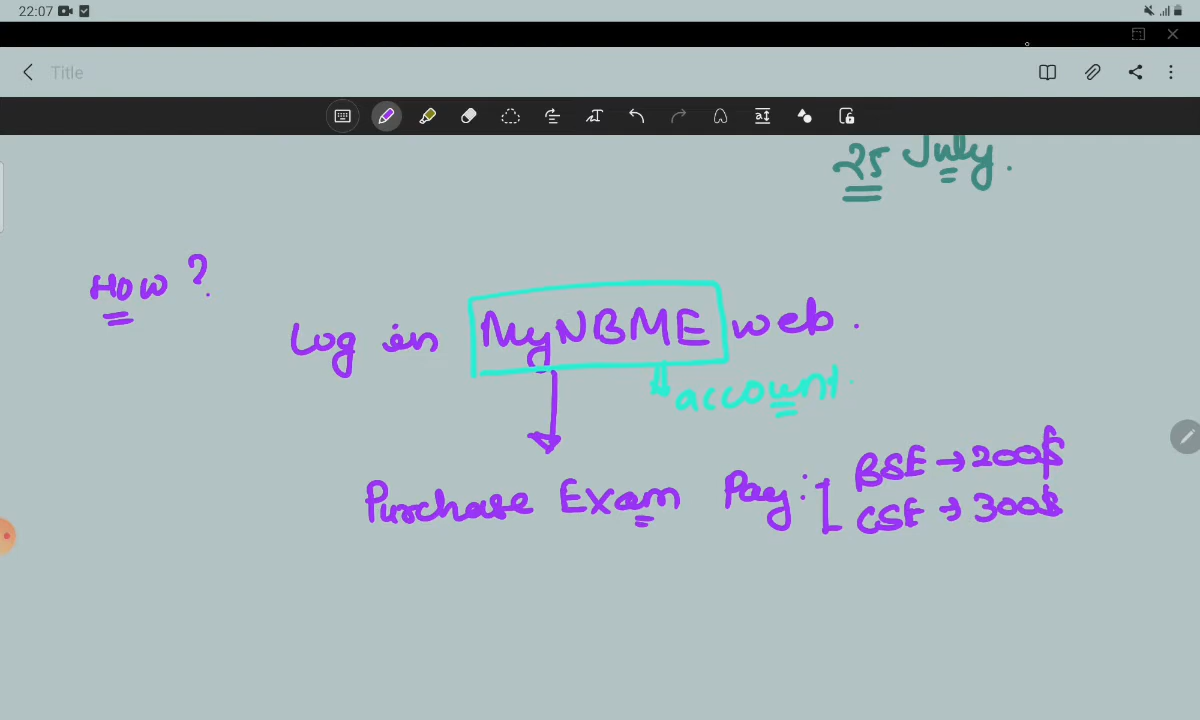 22:07
Title
25 July.
How ?
Log in MyNBME web.
account.
Purchase Exam Pay: BSE → 200$
CSE → 300$